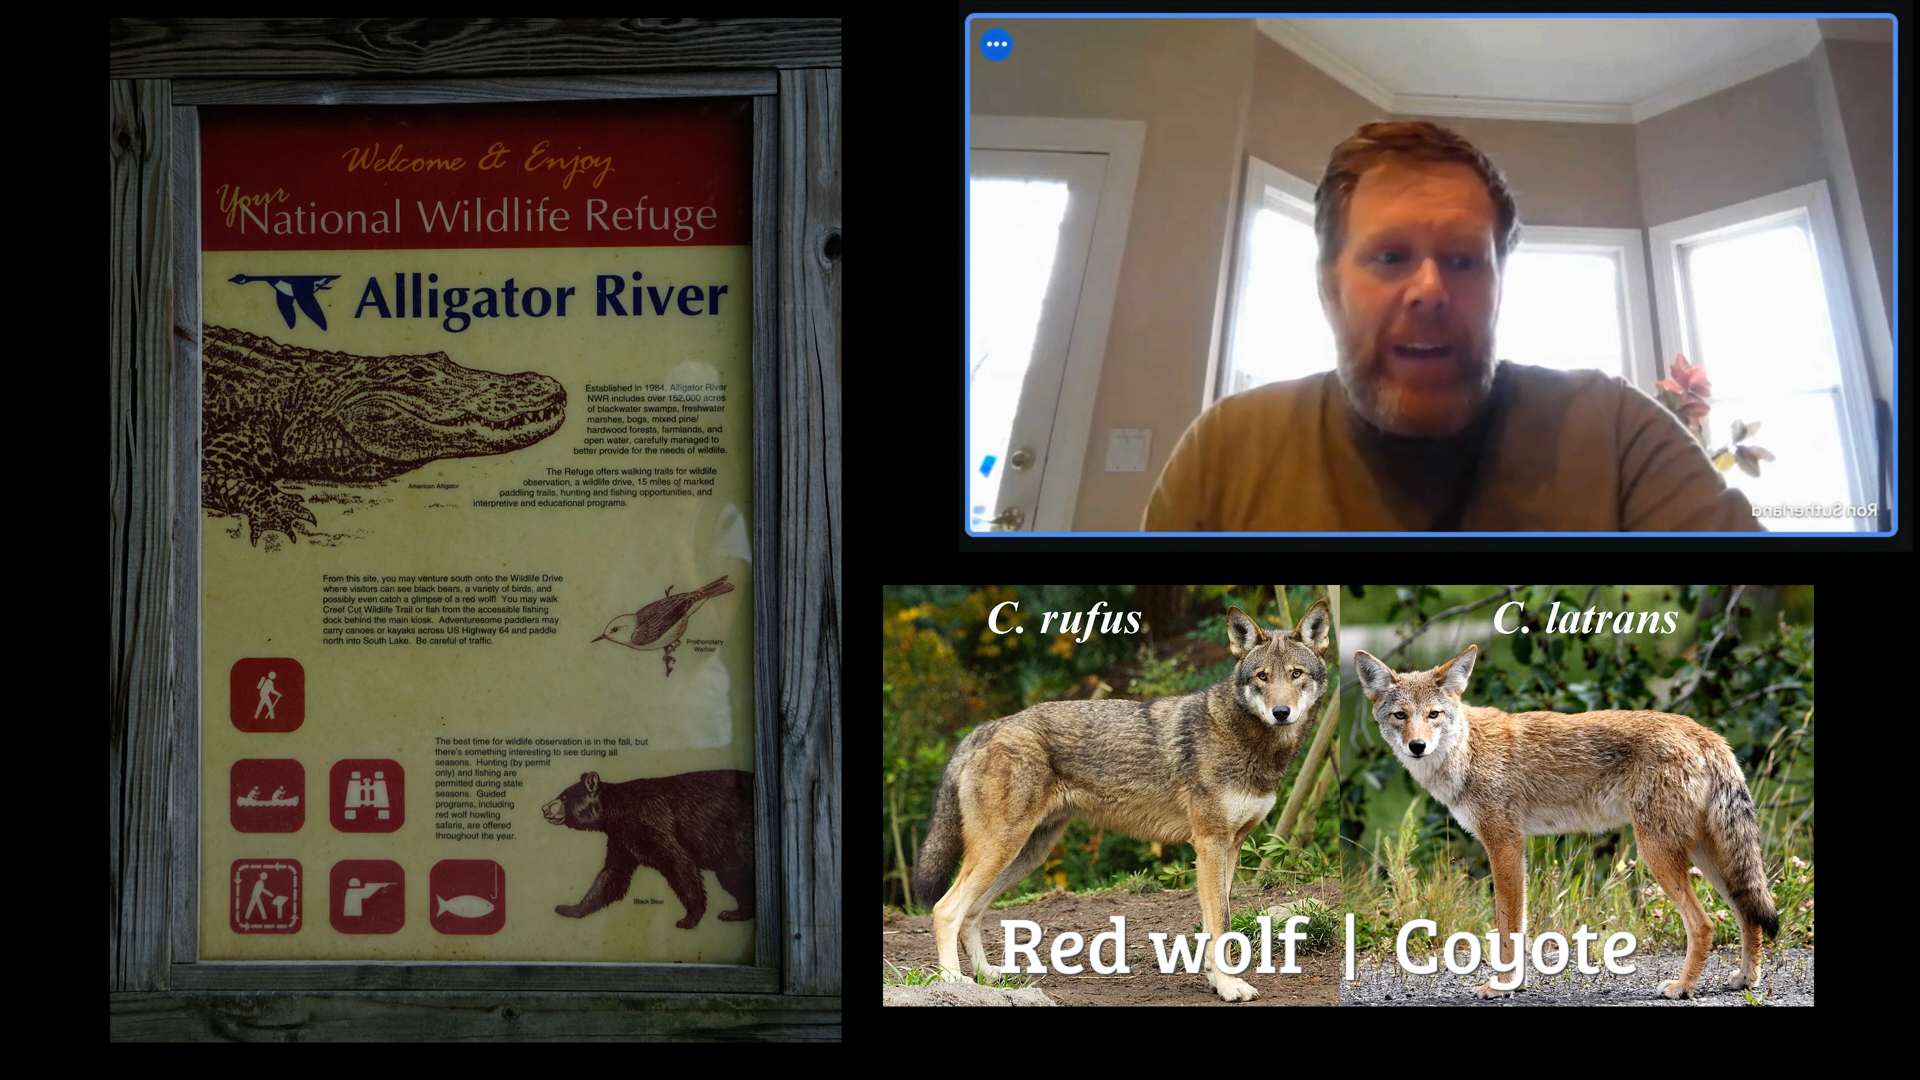 Welcome & Enjoy
Your
National Wildlife Refuge
Alligator River
Established in 1984, Alligator River
NWR includes over 152,000 acres
of blackwater swamps, freshwater
marshes, bogs, mixed pine/
hardwood forests, farmlands, and
open water, carefully managed to
better provide for the needs of wildlife.
The Refuge offers walking trails for wildlife
observation, a wildlife drive, 15 miles of marked
paddling trails, hunting and fishing opportunities, and
interpretive and educational programs.
American Alligator
From this site, you may venture south onto the Wildlife Drive
where visitors can see black bears, a variety of birds, and
possibly even catch a glimpse of a red wolf! You may walk
Creef Cut Wildlife Trail or fish from the accessible fishing
dock behind the main kiosk. Adventuresome paddlers may
carry canoes or kayaks across US Highway 64 and paddle
north into South Lake. Be careful of traffic.
Prothonotary
Warbler
The best time for wildlife observation is in the fall, but
there's something interesting to see during all
seasons. Hunting (by permit
only) and fishing are
permitted during state
seasons. Guided
programs, including
red wolf howling
safaris, are offered
throughout the year.
Black Bear
Ron Sutherland
C. rufus
C. latrans
Red wolf | Coyote